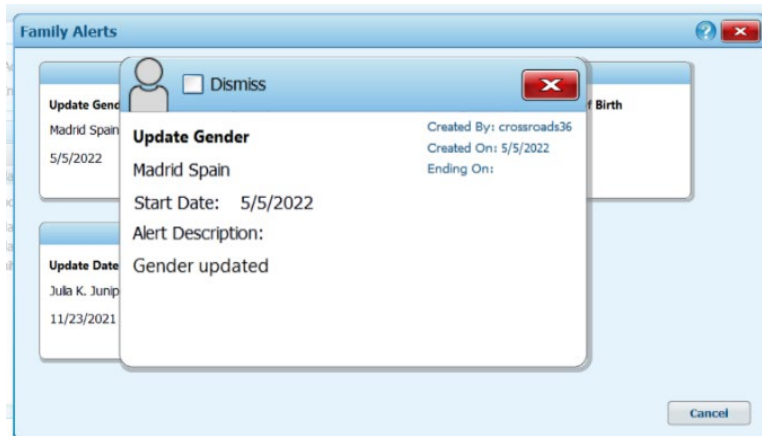 Family Alerts
Dismiss
Update Gend
f Birth
Madrid Spain
5/5/2022
Update Gender
Created By: crossroads36
Madrid Spain
Created On: 5/5/2022
Ending On:
Start Date: 5/5/2022
Alert Description:
Gender updated
Update Date
Julia K. Junip
11/23/2021
Cancel